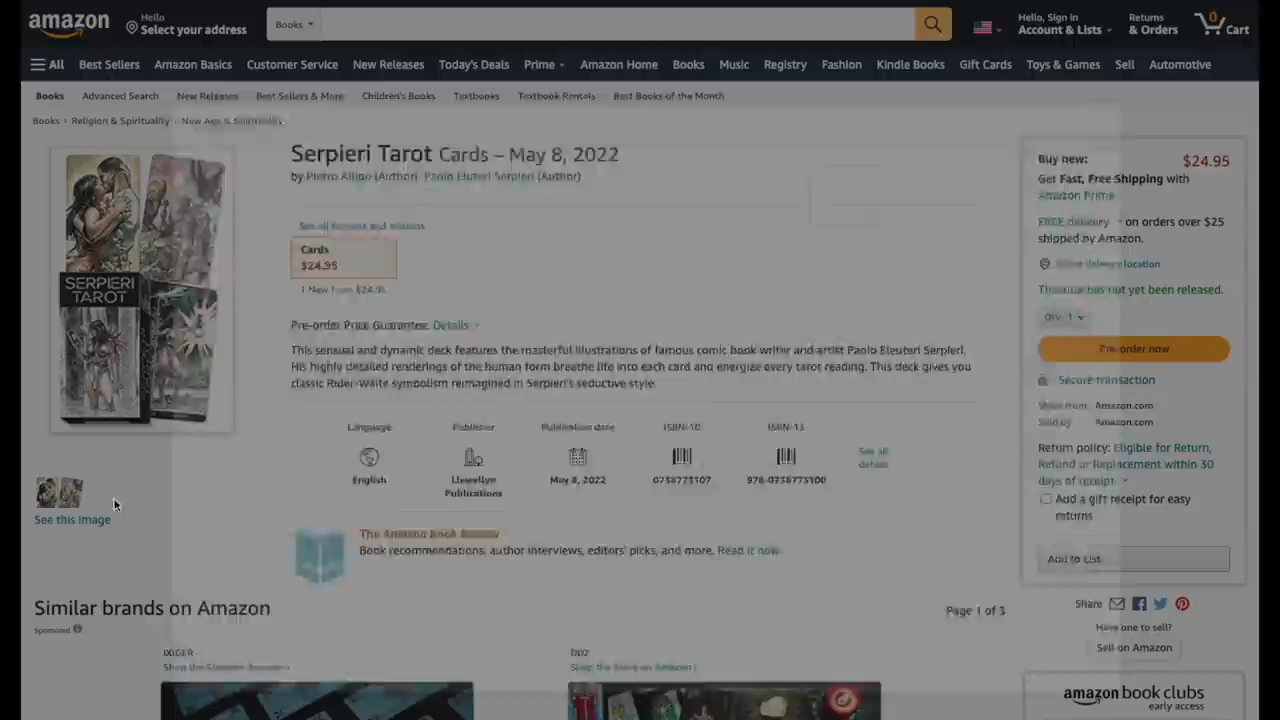 amazon
Hello
Select your address
Books
Hello, Sign in
Account & Lists
Returns
& Orders
0
Cart
All
Best Sellers
Amazon Basics
Customer Service
New Releases
Today's Deals
Prime
Amazon Home
Books
Music
Registry
Fashion
Kindle Books
Gift Cards
Toys & Games
Sell
Automotive
Books
Advanced Search
New Releases
Best Sellers & More
Children's Books
Textbooks
Textbook Rentals
Best Books of the Month
Books › Religion & Spirituality › New Age & Spirituality
SERPIERI
TAROT
See this image
Serpieri Tarot Cards – May 8, 2022
by Pietro Alligo (Author), Paolo Eleuteri Serpieri (Author)
See all formats and editions
Cards
$24.95
1 New from $24.95
Pre-order Price Guarantee. Details
This sensual and dynamic deck features the masterful illustrations of famous comic book writer and artist Paolo Eleuteri Serpieri.
His highly detailed renderings of the human form breathe life into each card and energize every tarot reading. This deck gives you
classic Rider-Waite symbolism reimagined in Serpieri's seductive style.
Language
English
Publisher
Llewellyn
Publications
Publication date
May 8, 2022
ISBN-10
0738773107
ISBN-13
978-0738773100
See all
details
The Amazon Book Review
Book recommendations, author interviews, editors' picks, and more. Read it now
Buy new:
$24.95
Get Fast, Free Shipping with
Amazon Prime
FREE delivery on orders over $25
shipped by Amazon.
Select delivery location
This title has not yet been released.
Qty: 1
Pre-order now
Secure transaction
Ships from Amazon.com
Sold by Amazon.com
Return policy: Eligible for Return,
Refund or Replacement within 30
days of receipt
Add a gift receipt for easy
returns
Add to List
Share
Have one to sell?
Sell on Amazon
amazon book clubs
early access
Similar brands on Amazon
Sponsored
Page 1 of 3